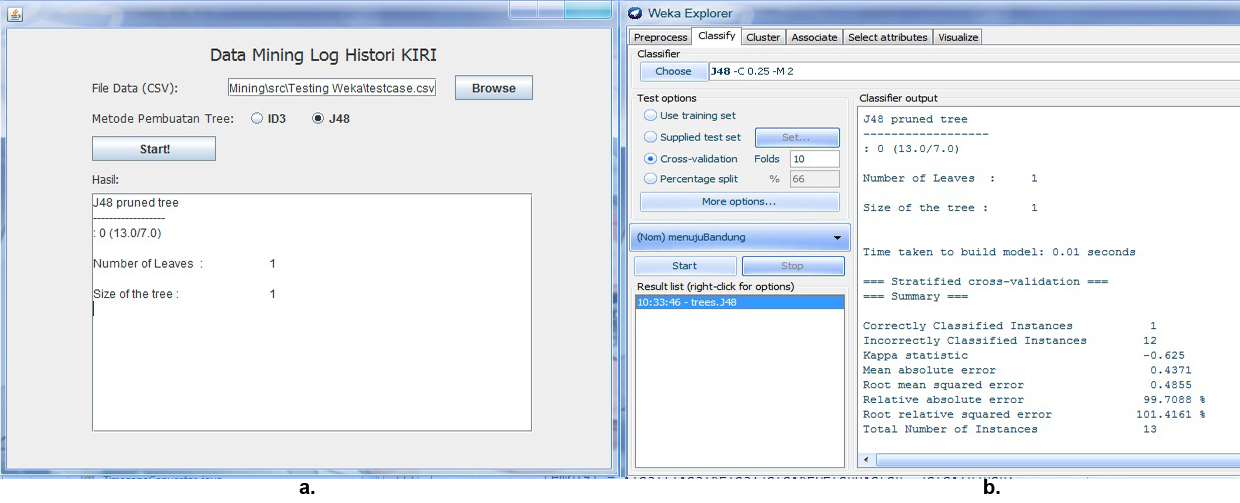 Data Mining Log Histori KIRI
File Data (CSV): Mining\src\Testing Weka\testcase.csv Browse
Metode Pembuatan Tree: ID3 J48
Start!
Hasil:
J48 pruned tree
------------------
: 0 (13.0/7.0)
Number of Leaves : 1
Size of the tree : 1
a.
Weka Explorer
Preprocess Classify Cluster Associate Select attributes Visualize
Classifier
Choose J48 -C 0.25 -M 2
Test options
Use training set
Supplied test set Set...
Cross-validation Folds 10
Percentage split % 66
More options...
(Nom) menujuBandung
Start Stop
Result list (right-click for options)
10:33:46 - trees.J48
Classifier output
J48 pruned tree
------------------
: 0 (13.0/7.0)
Number of Leaves : 1
Size of the tree : 1
Time taken to build model: 0.01 seconds
=== Stratified cross-validation ===
=== Summary ===
Correctly Classified Instances 1
Incorrectly Classified Instances 12
Kappa statistic -0.625
Mean absolute error 0.4371
Root mean squared error 0.4855
Relative absolute error 99.7088 %
Root relative squared error 101.4161 %
Total Number of Instances 13
b.